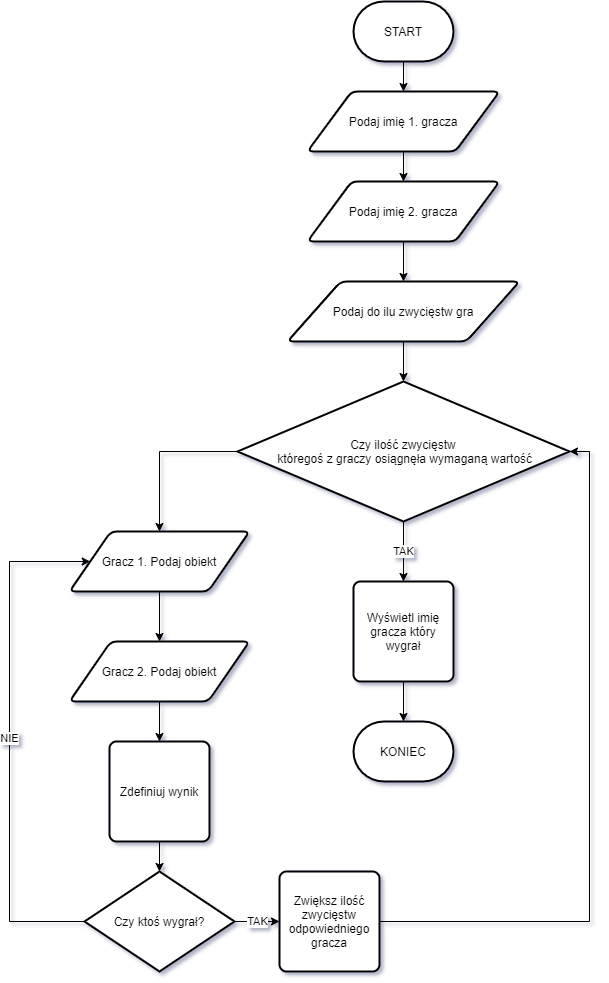 START
Podaj imię 1. gracza
Podaj imię 2. gracza
Podaj do ilu zwycięstw gra
Czy ilość zwycięstw
któregoś z graczy osiągnęła wymaganą wartość
TAK
Gracz 1. Podaj obiekt
Wyświetl imię
gracza który
wygrał
Gracz 2. Podaj obiekt
KONIEC
NIE
Zdefiniuj wynik
Czy ktoś wygrał?
TAK
Zwiększ ilość
zwycięstw
odpowiedniego
gracza